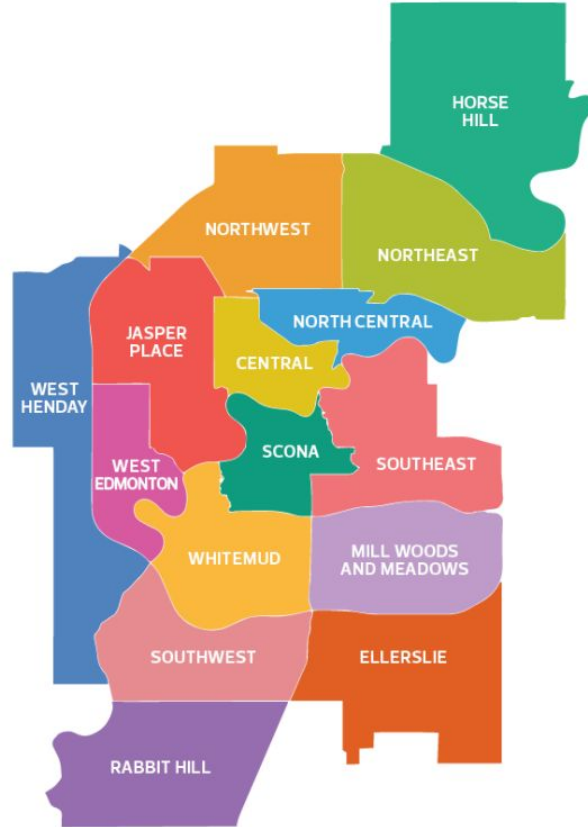 HORSE
HILL
NORTHWEST
NORTHEAST
JASPER
PLACE
NORTH CENTRAL
CENTRAL
WEST
HENDAY
WEST
EDMONTON
SCONA
SOUTHEAST
WHITEMUD
MILL WOODS
AND MEADOWS
SOUTHWEST
ELLERSLIE
RABBIT HILL